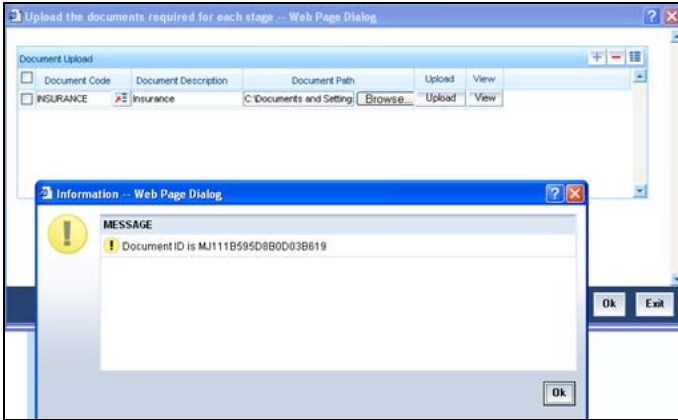 Upload the documents required for each stage -- Web Page Dialog
Document Upload
Document Code Document Description Document Path Upload View
INSURANCE Insurance C:\Documents and Setting Browse... Upload View
Information -- Web Page Dialog
MESSAGE
Document ID is MJ111B595D8B0D03B619
Ok Exit
Ok